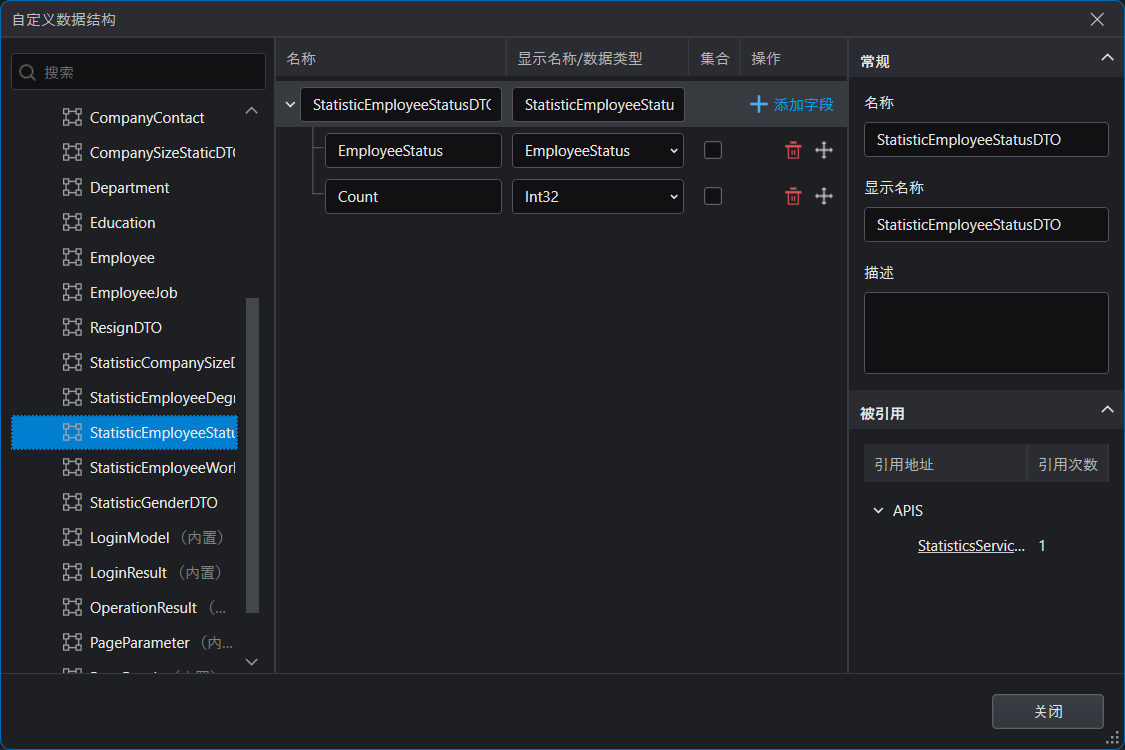 自定义数据结构
搜索
CompanyContact
CompanySizeStaticDT
Department
Education
Employee
EmployeeJob
ResignDTO
StatisticCompanySizeD
StatisticEmployeeDegr
StatisticEmployeeStatu
StatisticEmployeeWorl
StatisticGenderDTO
LoginModel（内置）
LoginResult（内置）
OperationResult（...
PageParameter（内...
名称 显示名称/数据类型 集合 操作
StatisticEmployeeStatusDTO StatisticEmployeeStatu 添加字段
EmployeeStatus EmployeeStatus
Count Int32
常规
名称
StatisticEmployeeStatusDTO
显示名称
StatisticEmployeeStatusDTO
描述
被引用
引用地址 引用次数
APIS
StatisticsServic... 1
关闭